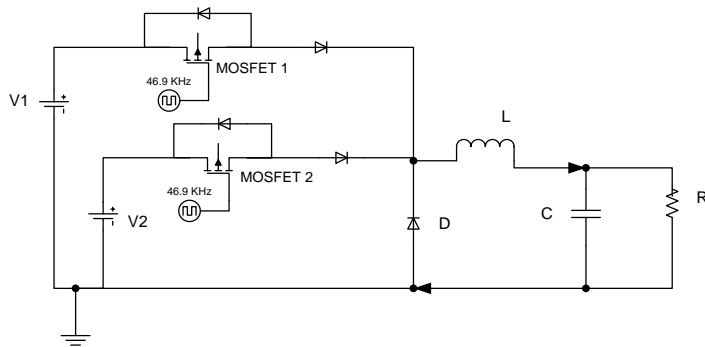 MOSFET 1
46.9 KHz
V1
+
-
L
MOSFET 2
46.9 KHz
R
C
D
V2
+
-